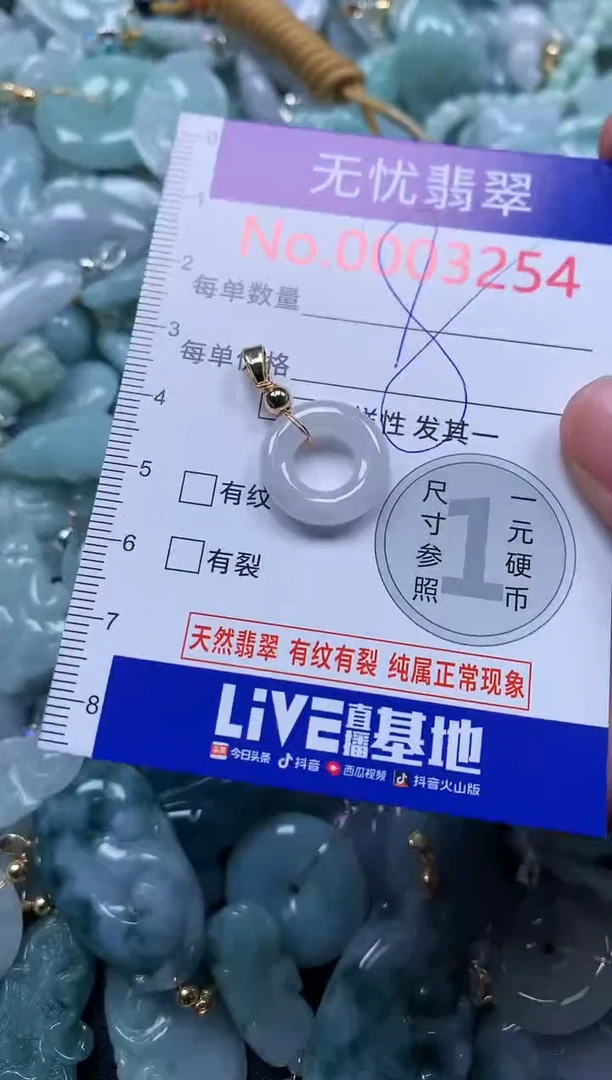 0
无忧翡翠
1
No.0003254
2
每单数量
3
每单价格
4
8
样性 发其一
5
有纹
尺寸参照
1
一元硬币
6
有裂
7
天然翡翠 有纹有裂 纯属正常现象
8
LiVE直播基地
头条 今日头条 抖音 西瓜视频 抖音火山版